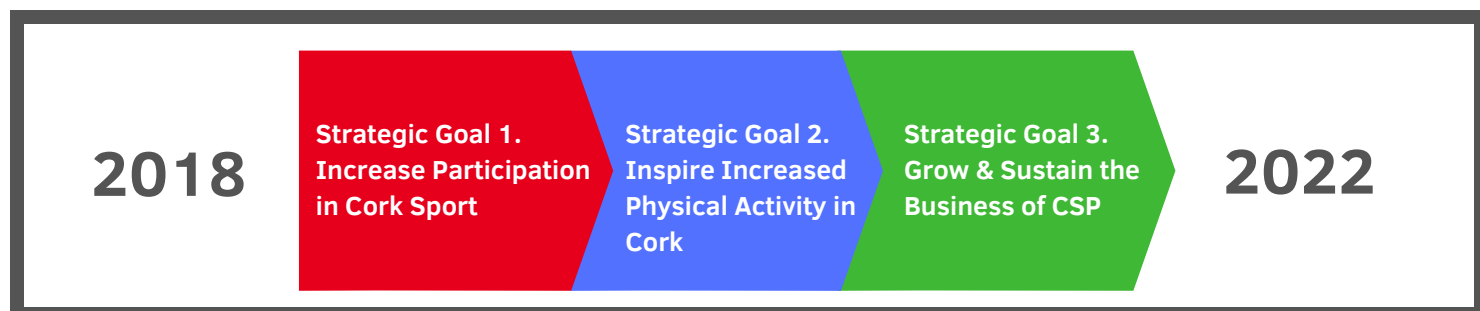 2018
Strategic Goal 1.
Increase Participation
in Cork Sport
Strategic Goal 2.
Inspire Increased
Physical Activity in
Cork
Strategic Goal 3.
Grow & Sustain the
Business of CSP
2022